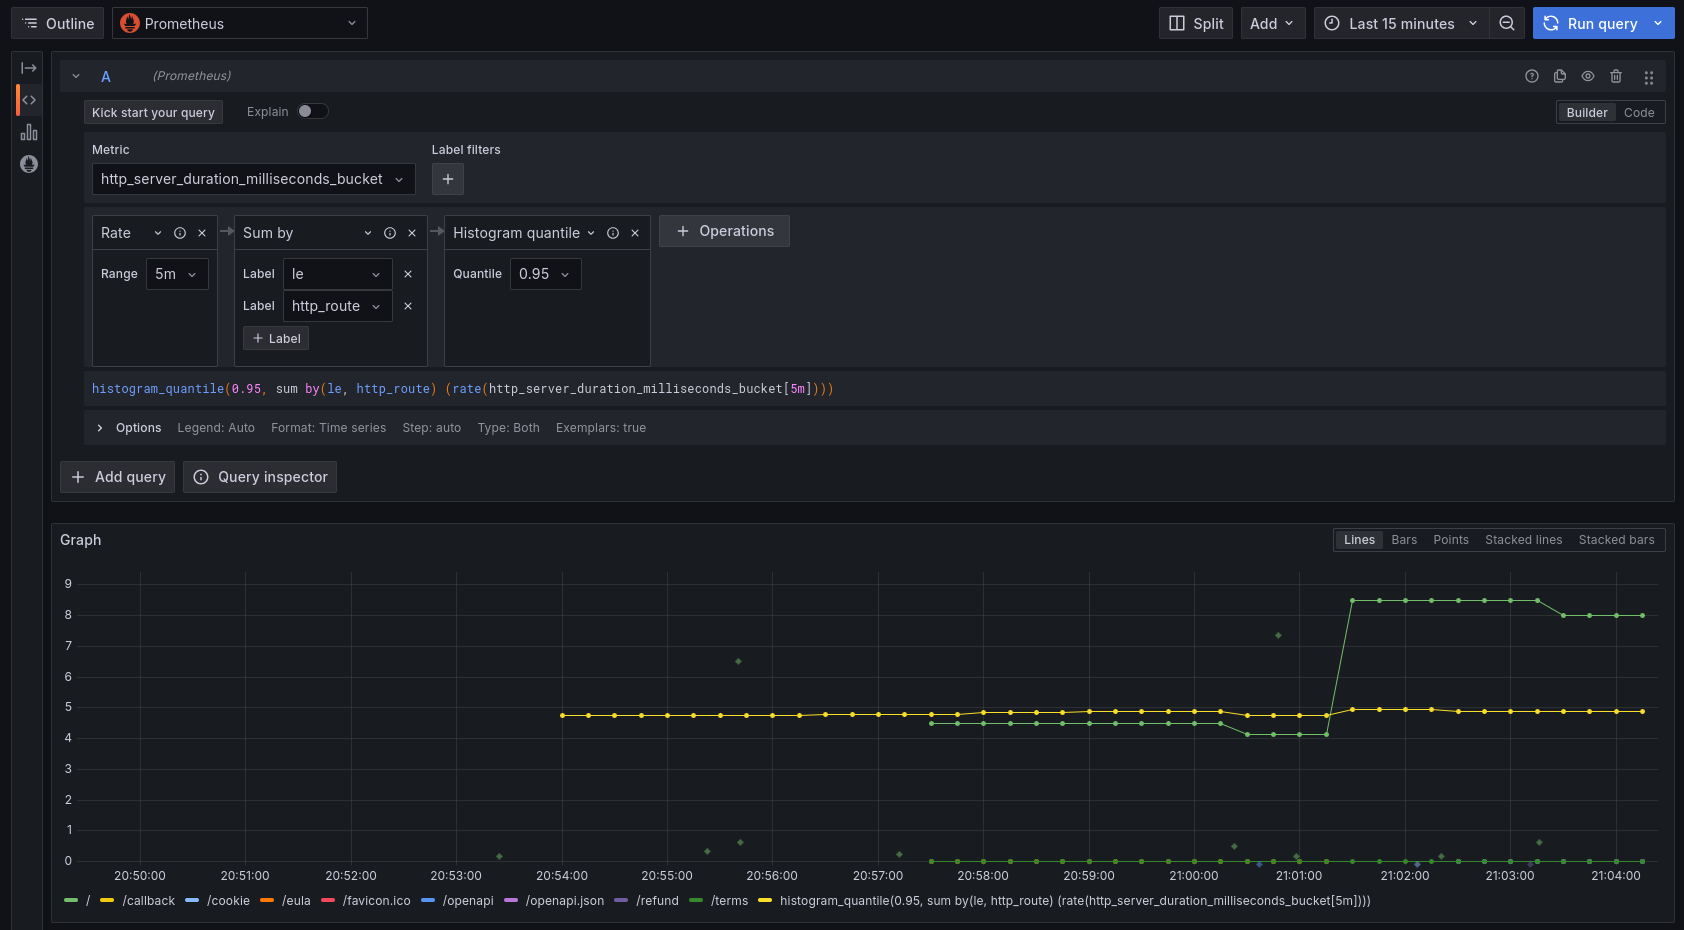 Outline Prometheus Split Add Last 15 minutes Run query
A (Prometheus)
Kick start your query Explain Builder Code
Metric Label filters
http_server_duration_milliseconds_bucket
Rate Sum by Histogram quantile Operations
Range 5m Label le Quantile 0.95
Label http_route
Label
histogram_quantile(0.95, sum by(le, http_route) (rate(http_server_duration_milliseconds_bucket[5m])))
Options Legend: Auto Format: Time series Step: auto Type: Both Exemplars: true
Add query Query inspector
Graph Lines Bars Points Stacked lines Stacked bars
9
8
7
6
5
4
3
2
1
0
20:50:00 20:51:00 20:52:00 20:53:00 20:54:00 20:55:00 20:56:00 20:57:00 20:58:00 20:59:00 21:00:00 21:01:00 21:02:00 21:03:00 21:04:00
/ /callback /cookie /eula /favicon.ico /openapi /openapi.json /refund /terms histogram_quantile(0.95, sum by(le, http_route) (rate(http_server_duration_milliseconds_bucket[5m])))